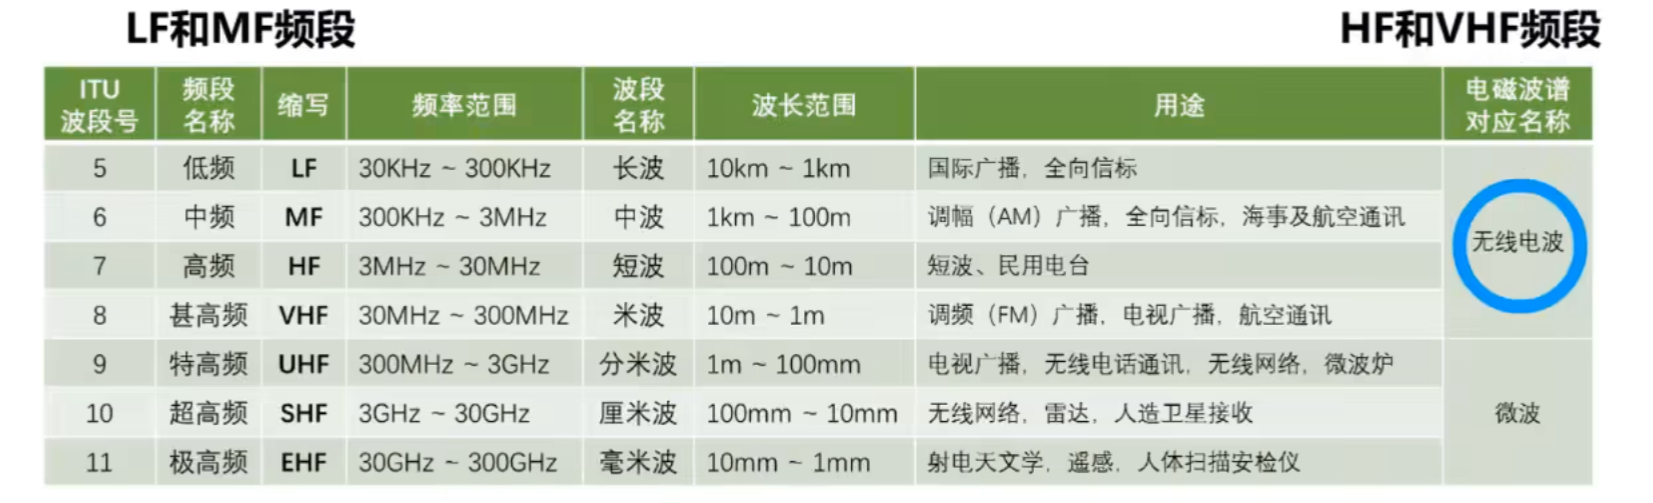 LF和MF频段 HF和VHF频段
ITU波段号 频段名称 缩写 频率范围 波段名称 波长范围 用途 电磁波谱对应名称
5 低频 LF 30KHz ~ 300KHz 长波 10km ~ 1km 国际广播，全向信标
6 中频 MF 300KHz ~ 3MHz 中波 1km ~ 100m 调幅（AM）广播，全向信标，海事及航空通讯
无线电波
7 高频 HF 3MHz ~ 30MHz 短波 100m ~ 10m 短波、民用电台
8 甚高频 VHF 30MHz ~ 300MHz 米波 10m ~ 1m 调频（FM）广播，电视广播，航空通讯
9 特高频 UHF 300MHz ~ 3GHz 分米波 1m ~ 100mm 电视广播，无线电话通讯，无线网络，微波炉
10 超高频 SHF 3GHz ~ 30GHz 厘米波 100mm ~ 10mm 无线网络，雷达，人造卫星接收 微波
11 极高频 EHF 30GHz ~ 300GHz 毫米波 10mm ~ 1mm 射电天文学，遥感，人体扫描安检仪